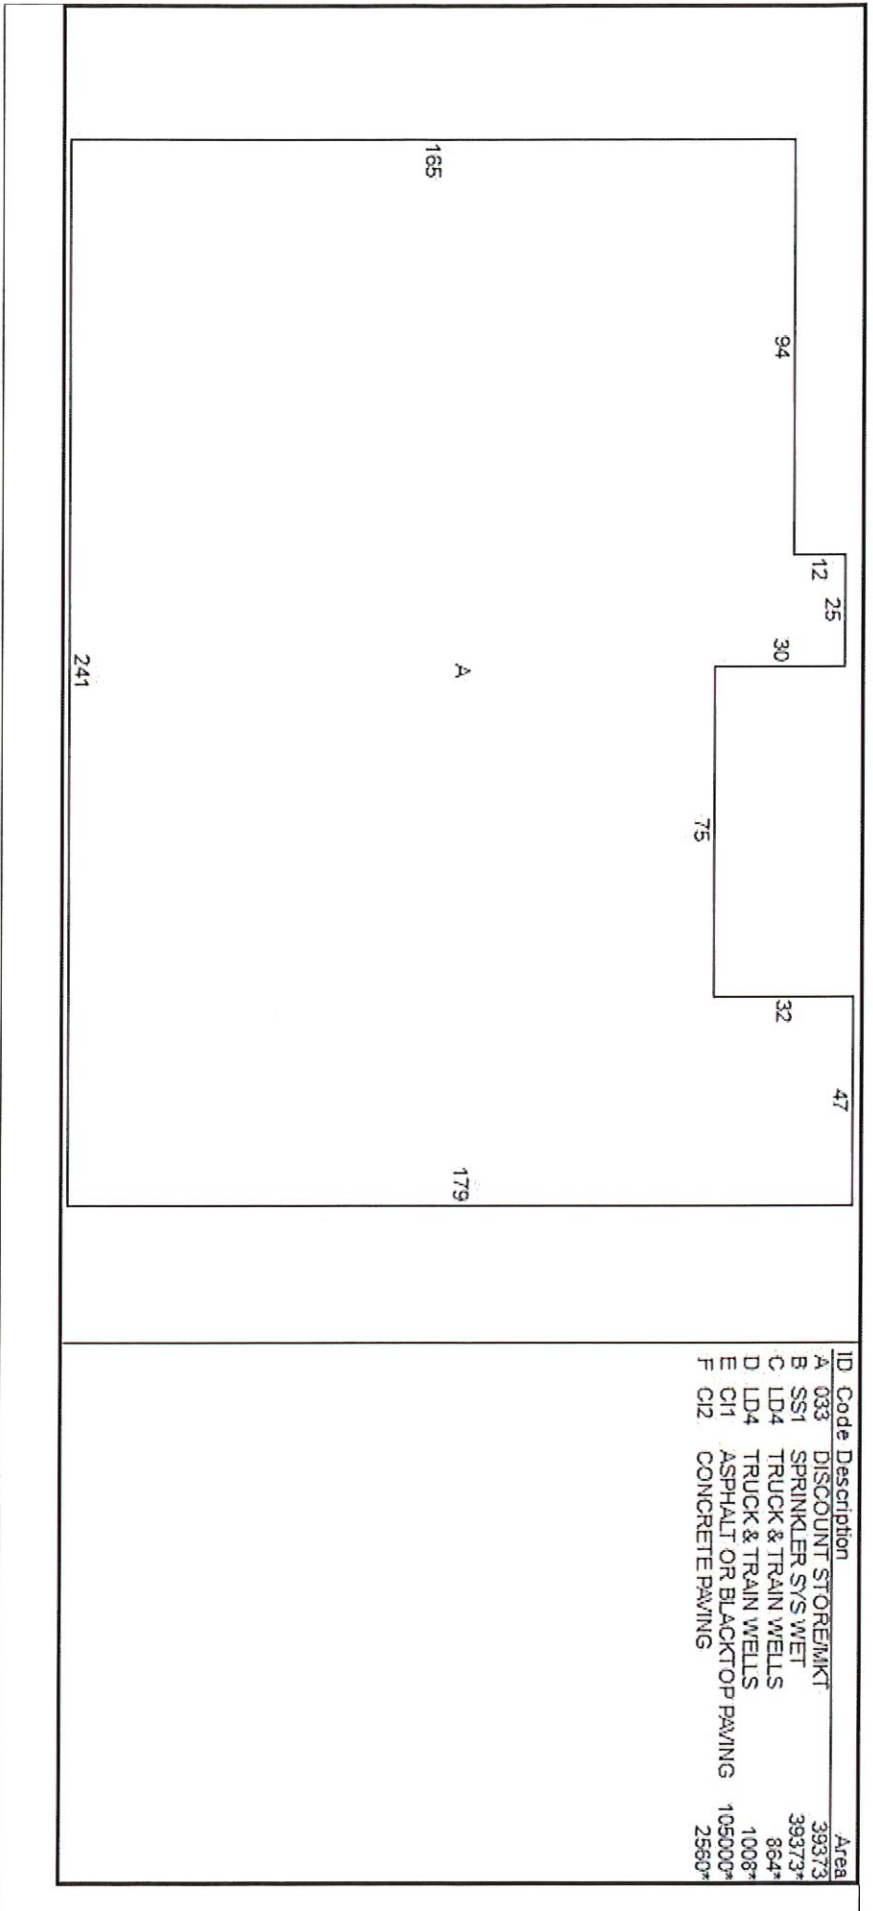 47
25
12
94
30
32
75
165
A
179
241
ID Code Description Area
A 033 DISCOUNT STORE/MKT 39373
B SS1 SPRINKLER SYS WET 39373*
C LD4 TRUCK & TRAIN WELLS 864*
D LD4 TRUCK & TRAIN WELLS 1008*
E CI1 ASPHALT OR BLACKTOP PAVING 105000*
F CI2 CONCRETE PAVING 2560*